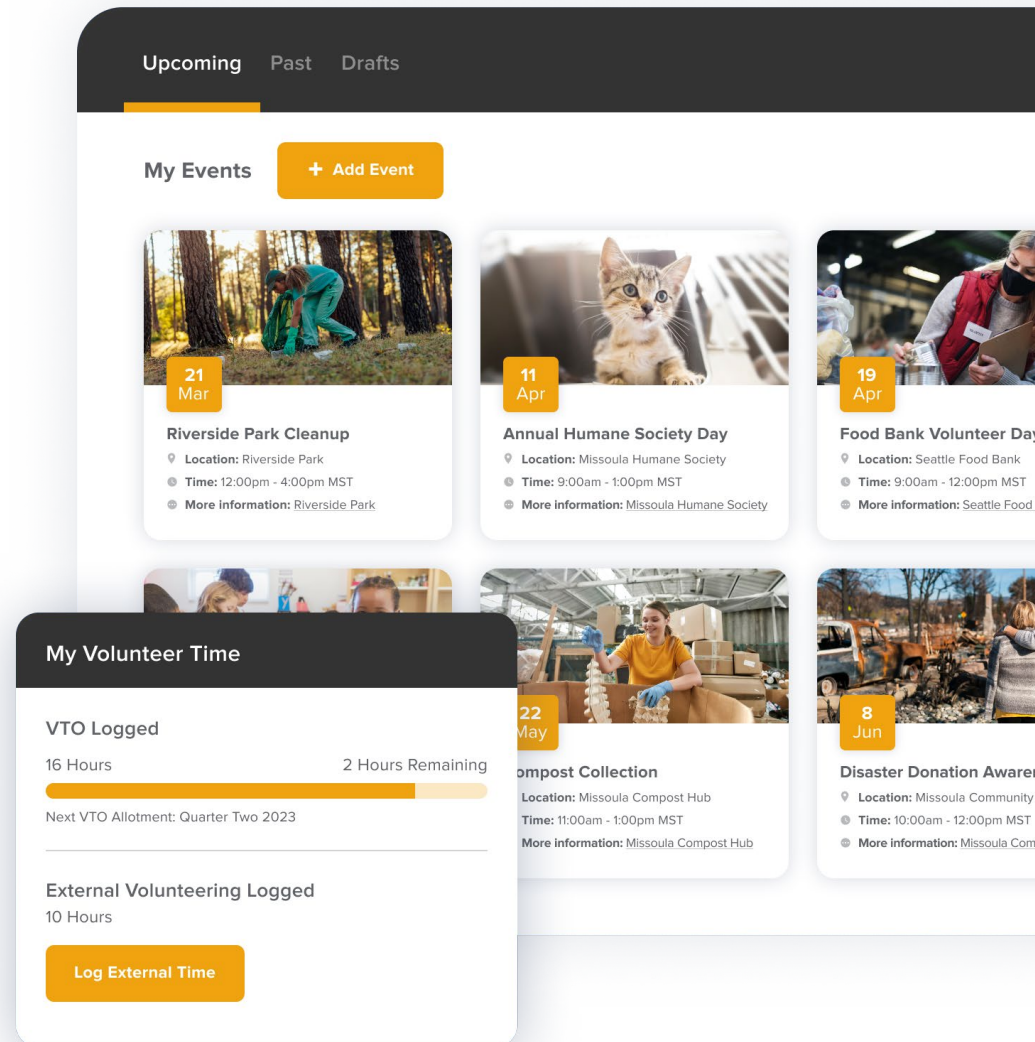 Upcoming Past Drafts
My Events
+ Add Event
21
Mar
Riverside Park Cleanup
Location: Riverside Park
Time: 12:00pm - 4:00pm MST
More information: Riverside Park
11
Apr
Annual Humane Society Day
Location: Missoula Humane Society
Time: 9:00am - 1:00pm MST
More information: Missoula Humane Society
19
Apr
Food Bank Volunteer Day
Location: Seattle Food Bank
Time: 9:00am - 12:00pm MST
More information: Seattle Food
22
May
ompost Collection
Location: Missoula Compost Hub
Time: 11:00am - 1:00pm MST
More information: Missoula Compost Hub
8
Jun
Disaster Donation Aware
Location: Missoula Community
Time: 10:00am - 12:00pm MST
More information: Missoula Com
My Volunteer Time
VTO Logged
16 Hours 2 Hours Remaining
Next VTO Allotment: Quarter Two 2023
External Volunteering Logged
10 Hours
Log External Time